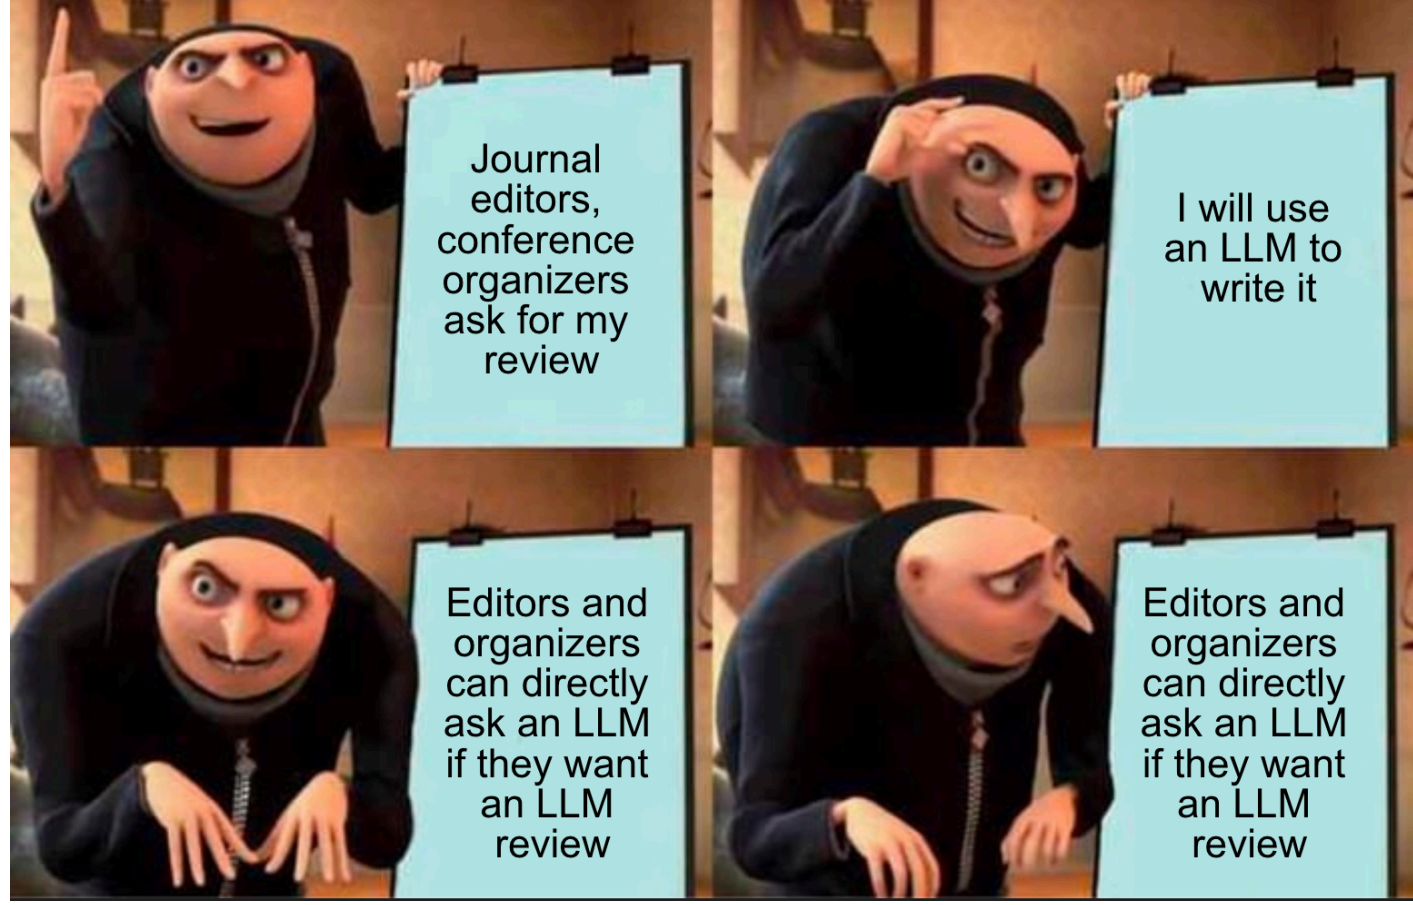 Journal
editors,
conference
organizers
ask for my
review
I will use
an LLM to
write it
Editors and
organizers
can directly
ask an LLM
if they want
an LLM
review
Editors and
organizers
can directly
ask an LLM
if they want
an LLM
review